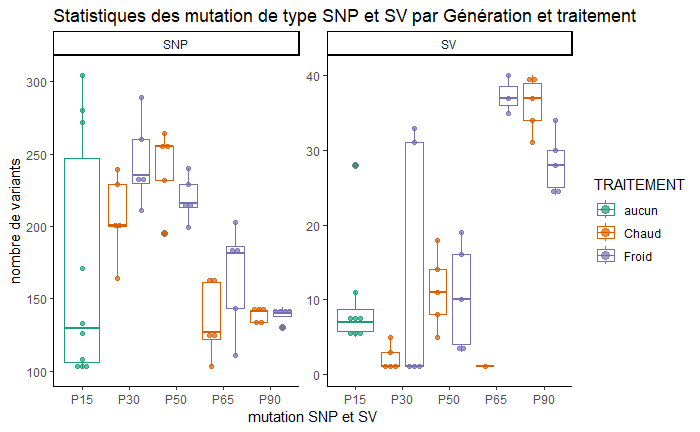 Statistiques des mutation de type SNP et SV par Génération et traitement
SNP
SV
nombre de variants
300
250
200
150
100
40
30
20
10
0
P15 P30 P50 P65 P90
P15 P30 P50 P65 P90
mutation SNP et SV
TRAITEMENT
aucun
Chaud
Froid